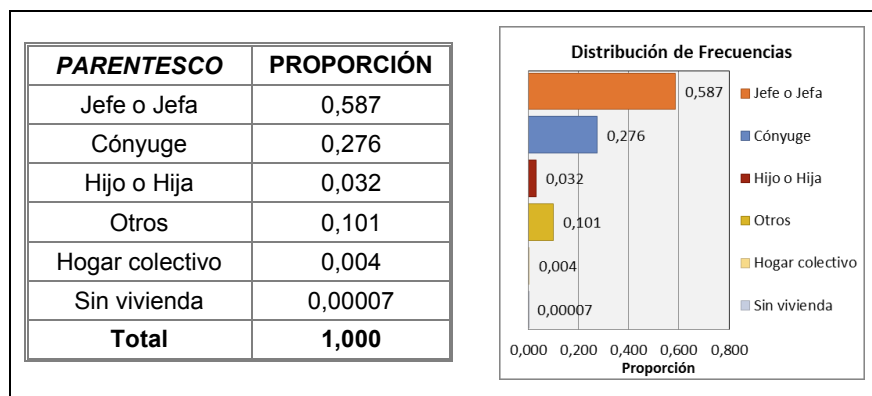 PARENTESCO PROPORCIÓN
Jefe o Jefa 0,587
Cónyuge 0,276
Hijo o Hija 0,032
Otros 0,101
Hogar colectivo 0,004
Sin vivienda 0,00007
Total 1,000
Distribución de Frecuencias
0,587
0,276
0,032
0,101
0,004
0,00007
0,000 0,200 0,400 0,600 0,800
Proporción
Jefe o Jefa
Cónyuge
Hijo o Hija
Otros
Hogar colectivo
Sin vivienda